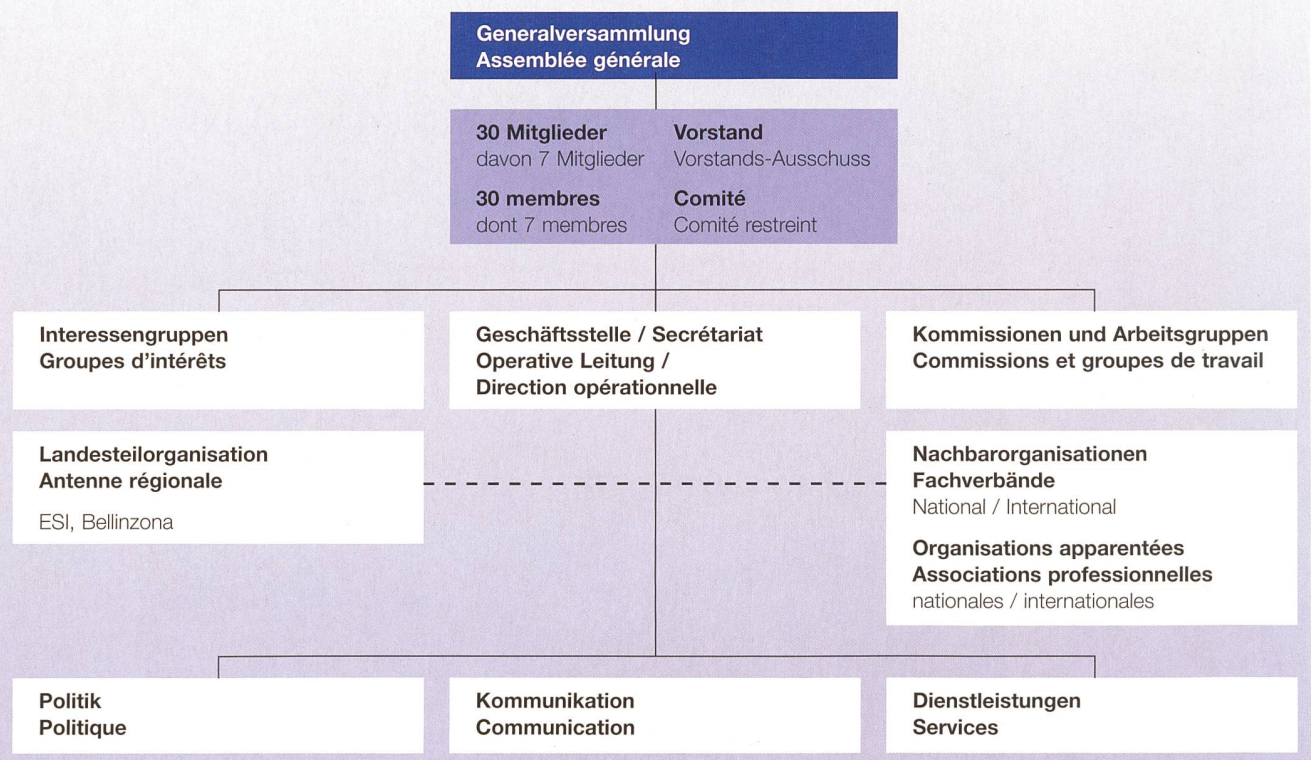 Generalversammlung
Assemblée générale
30 Mitglieder Vorstand
davon 7 Mitglieder Vorstands-Ausschuss
30 membres Comité
dont 7 membres Comité restreint
Interessengruppen
Groupes d'intérêts
Geschäftsstelle / Secrétariat
Operative Leitung /
Direction opérationnelle
Kommissionen und Arbeitsgruppen
Commissions et groupes de travail
Landesteilorganisation
Antenne régionale
ESI, Bellinzona
Nachbarorganisationen
Fachverbände
National / International
Organisations apparentées
Associations professionnelles
nationales / internationales
Politik
Politique
Kommunikation
Communication
Dienstleistungen
Services